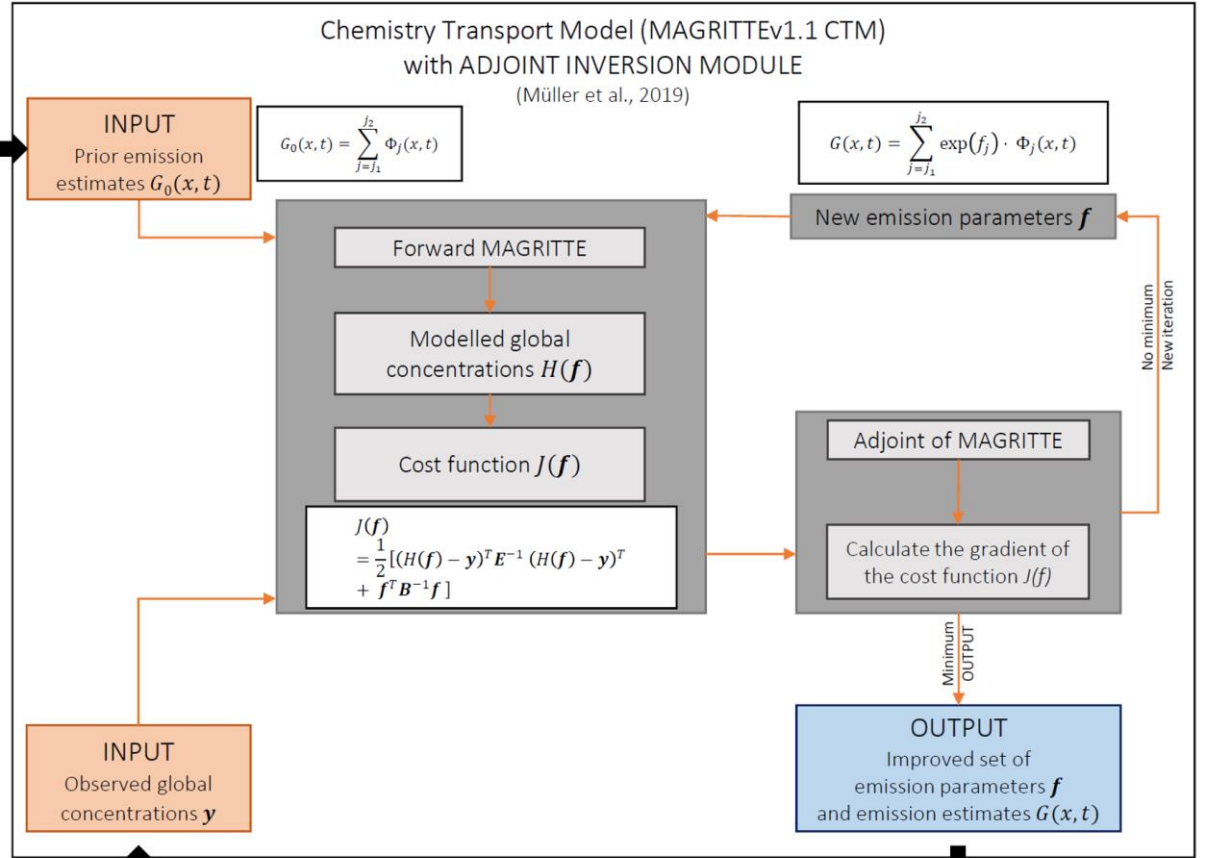 Chemistry Transport Model (MAGRITTEv1.1 CTM)
with ADJOINT INVERSION MODULE
(Müller et al., 2019)
INPUT
Prior emission
estimates G₀(x, t)
G₀(x, t) = ∑_{j=j₁}^{j₂} Φⱼ(x, t)
G(x, t) = ∑_{j=j₁}^{j₂} exp(fⱼ) · Φⱼ(x, t)
New emission parameters f
Forward MAGRITTE
Modelled global
concentrations H(f)
Cost function J(f)
J(f)
= 1/2 [(H(f) − y)ᵀ E⁻¹ (H(f) − y)ᵀ
+ fᵀ B⁻¹ f ]
No minimum
New iteration
Adjoint of MAGRITTE
Calculate the gradient of
the cost function J(f)
Minimum
OUTPUT
INPUT
Observed global
concentrations y
OUTPUT
Improved set of
emission parameters f
and emission estimates G(x, t)